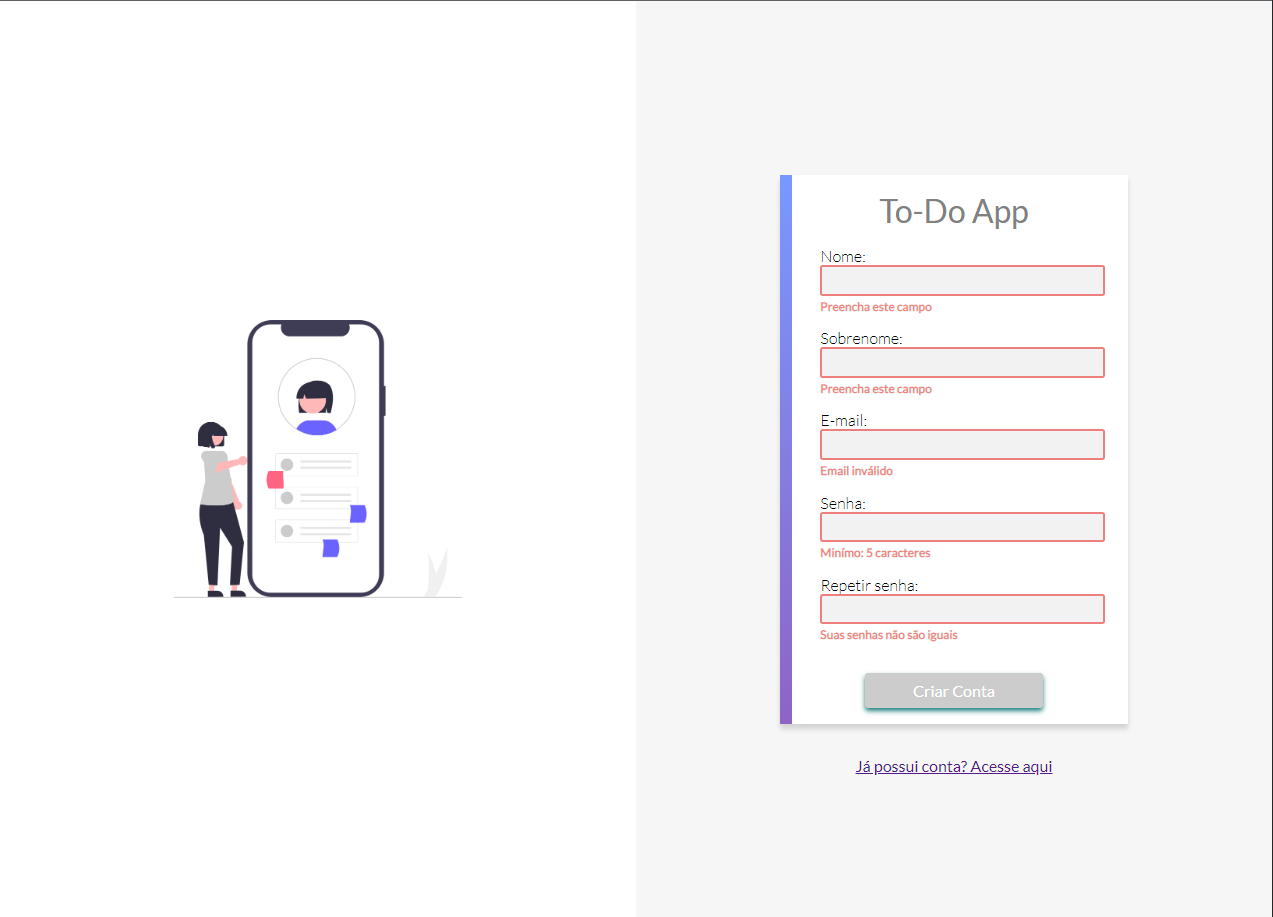 To-Do App
Nome:
Preencha este campo
Sobrenome:
Preencha este campo
E-mail:
Email inválido
Senha:
Minímo: 5 caracteres
Repetir senha:
Suas senhas não são iguais
Criar Conta
Já possui conta? Acesse aqui